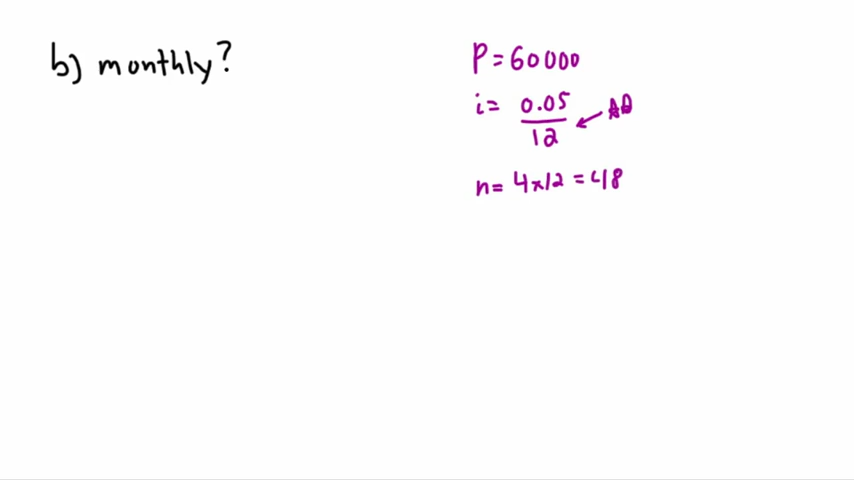 b) monthly?
P = 60000
i = 0.05
12
n = 4x12 = 48